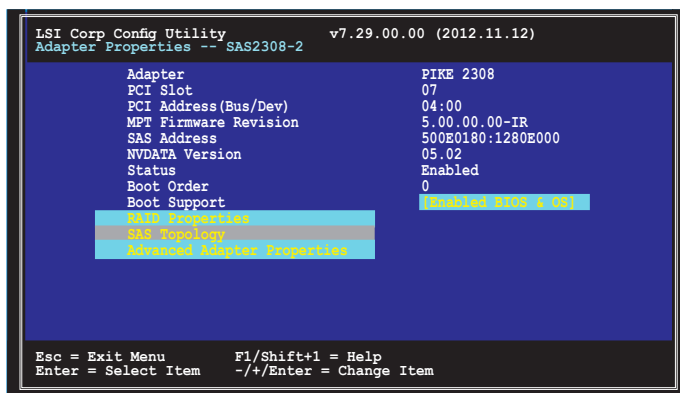 LSI Corp Config Utility v7.29.00.00 (2012.11.12)
Adapter Properties -- SAS2308-2
Adapter PIKE 2308
PCI Slot 07
PCI Address(Bus/Dev) 04:00
MPT Firmware Revision 5.00.00.00-IR
SAS Address 500E0180:1280E000
NVDATA Version 05.02
Status Enabled
Boot Order 0
Boot Support [Enabled BIOS & OS]
RAID Properties
SAS Topology
Advanced Adapter Properties
Esc = Exit Menu F1/Shift+1 = Help
Enter = Select Item -/+/Enter = Change Item